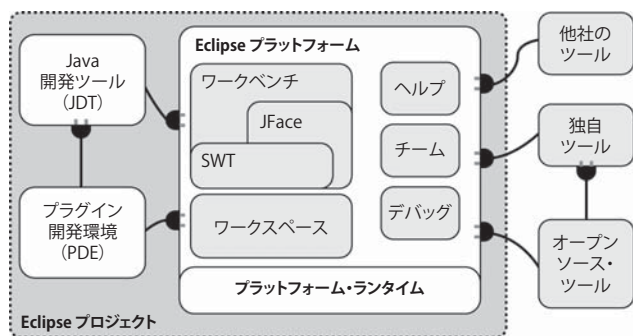 Java
開発ツール
（JDT）
プラグイン
開発環境
（PDE）
Eclipse プラットフォーム
ワークベンチ
JFace
SWT
ワークスペース
ヘルプ
チーム
デバッグ
プラットフォーム・ランタイム
Eclipse プロジェクト
他社の
ツール
独自
ツール
オープン
ソース・
ツール